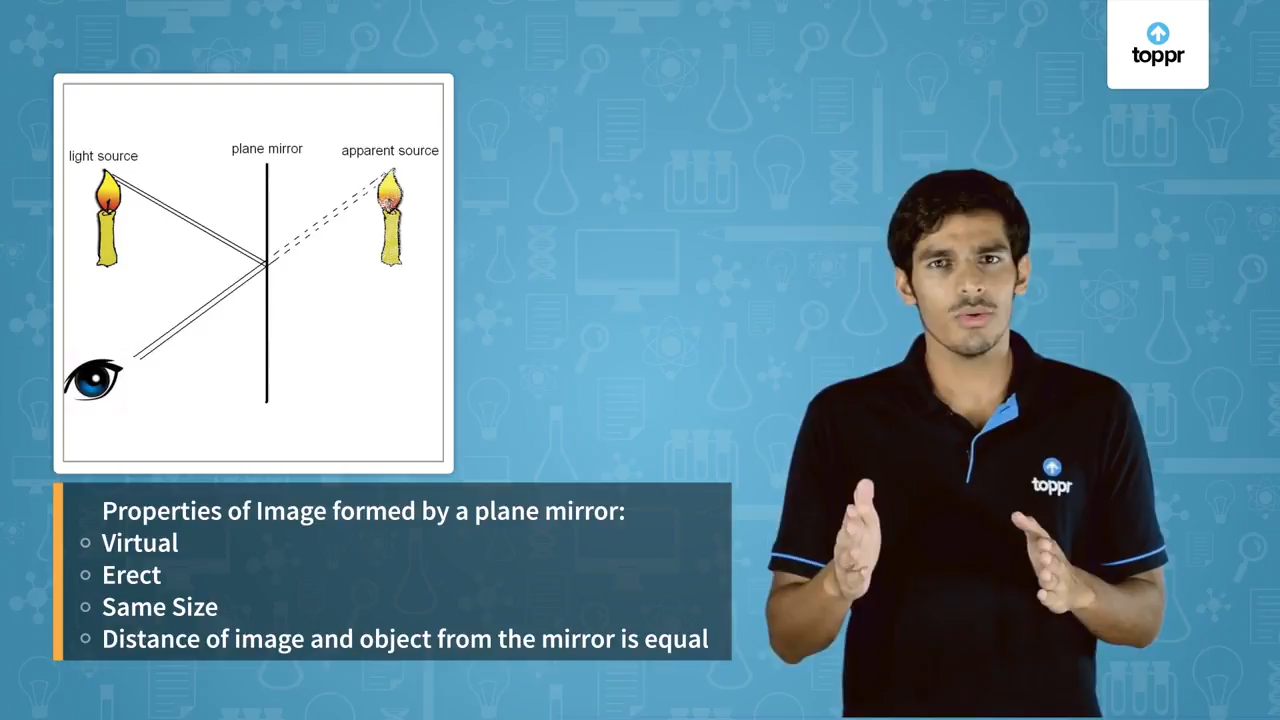 toppr
light source
plane mirror
apparent source
toppr
Properties of Image formed by a plane mirror:
Virtual
Erect
Same Size
Distance of image and object from the mirror is equal